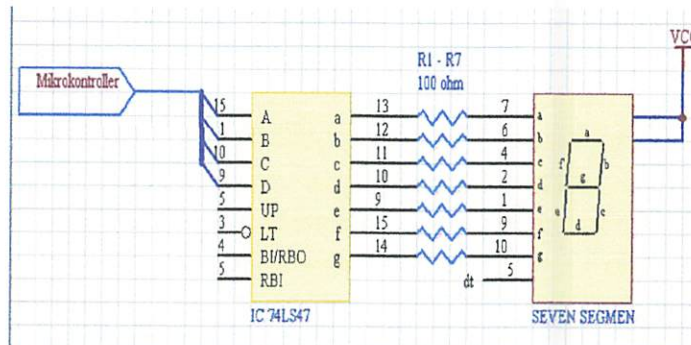 VCC
R1 - R7
100 ohm
Mikrokontroller
15 A a 13 7 a
1 B b 12 6 b
10 C c 11 4 c
9 D d 10 2 d
5 UP e 9 1 e
3 LT f 15 9 f
4 BI/RBO g 14 10 g
5 RBI
dt 5
a
f b
g
e c
d
IC 74LS47
SEVEN SEGMEN